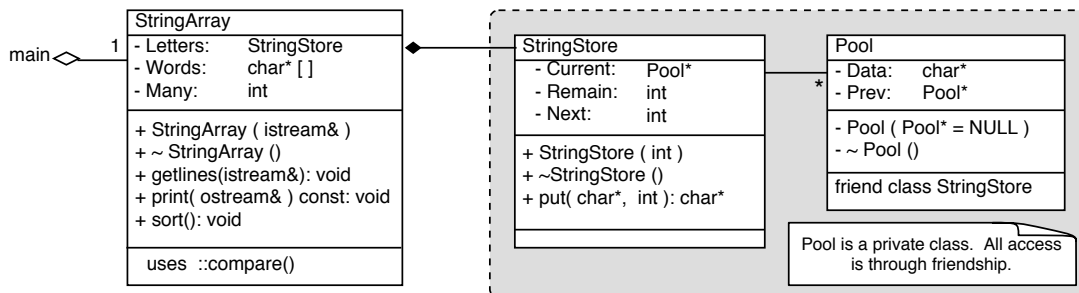 main
1
StringArray
- Letters: StringStore
- Words: char* [ ]
- Many: int
+ StringArray ( istream& )
+ ~ StringArray ()
+ getlines(istream&): void
+ print( ostream& ) const: void
+ sort(): void
uses ::compare()
StringStore
- Current: Pool*
- Remain: int
- Next: int
+ StringStore ( int )
+ ~StringStore ()
+ put( char*, int ): char*
*
Pool
- Data: char*
- Prev: Pool*
- Pool ( Pool* = NULL )
- ~ Pool ()
friend class StringStore
Pool is a private class. All access
is through friendship.